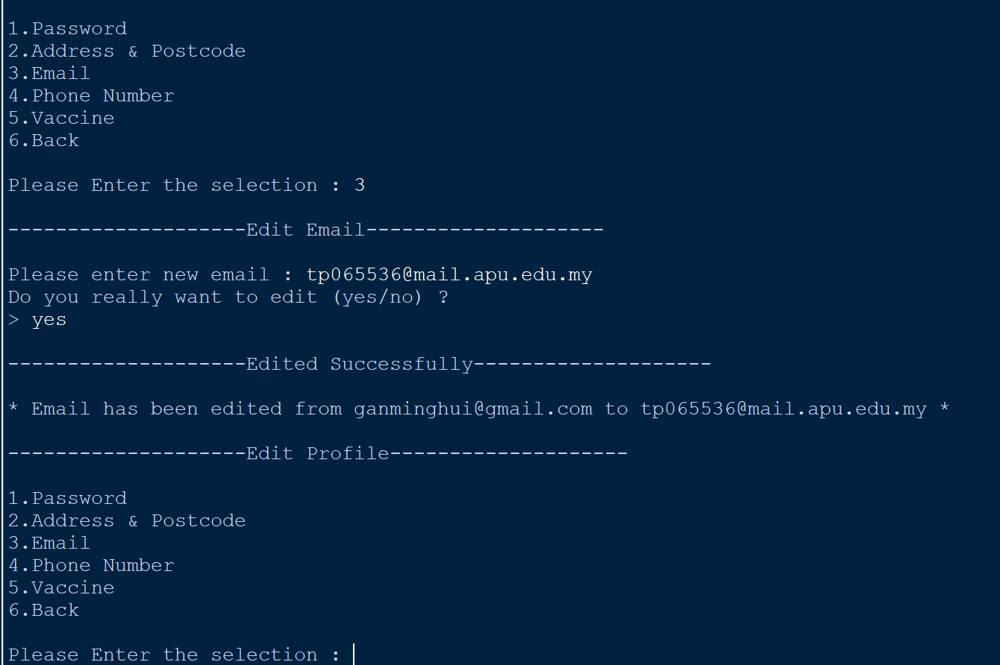 1.Password
2.Address & Postcode
3.Email
4.Phone Number
5.Vaccine
6.Back
Please Enter the selection : 3
--------------------Edit Email--------------------
Please enter new email : tp065536@mail.apu.edu.my
Do you really want to edit (yes/no) ?
> yes
--------------------Edited Successfully--------------------
* Email has been edited from ganminghui@gmail.com to tp065536@mail.apu.edu.my *
--------------------Edit Profile--------------------
1.Password
2.Address & Postcode
3.Email
4.Phone Number
5.Vaccine
6.Back
Please Enter the selection :